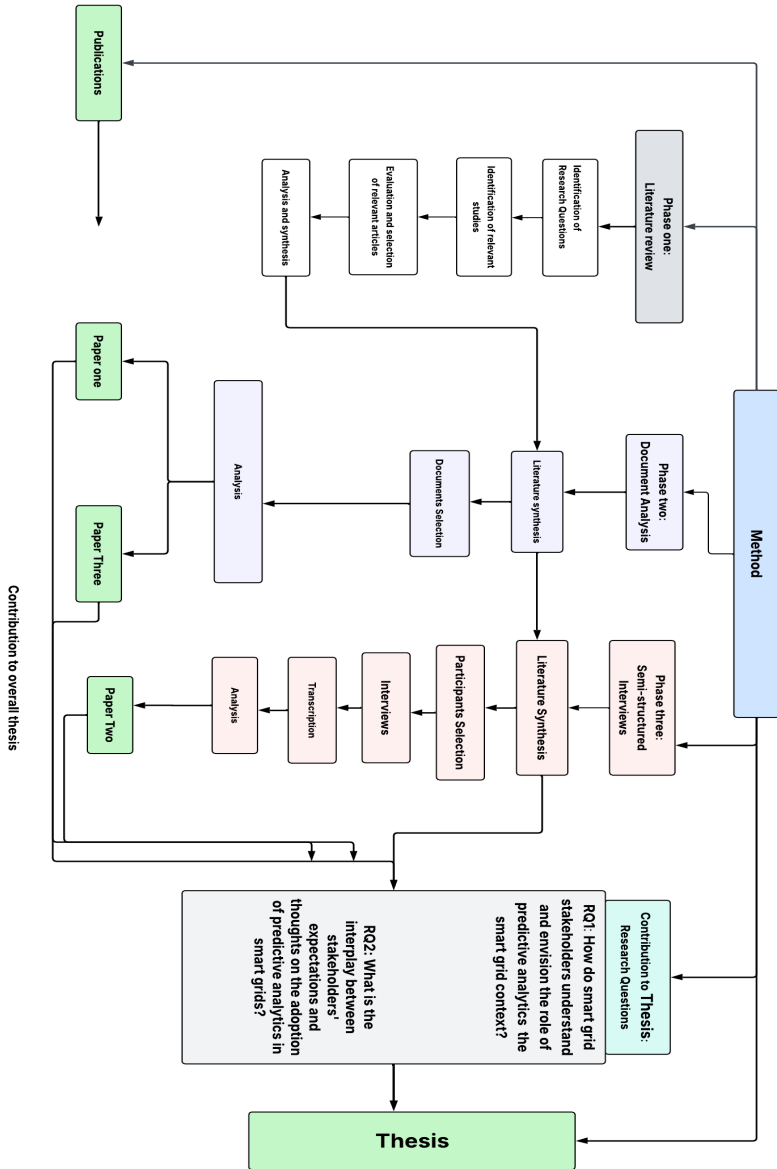 Method
Phase one:
Literature review
Identification of
Research Questions
Identification of relevant
studies
Evaluation and selection
of relevant articles
Analysis and synthesis
Phase two:
Document Analysis
Literature synthesis
Documents Selection
Analysis
Phase three:
Semi-structured
Interviews
Literature Synthesis
Participants Selection
Interviews
Transcription
Analysis
Contribution to Thesis:
Research Questions
RQ1: How do smart grid
stakeholders understand
and envision the role of
predictive analytics the
smart grid context?
RQ2: What is the
interplay between
stakeholders'
expectations and
thoughts on the adoption
of predictive analytics in
smart grids?
Thesis
Publications
Paper one
Paper Three
Paper Two
Contribution to overall thesis